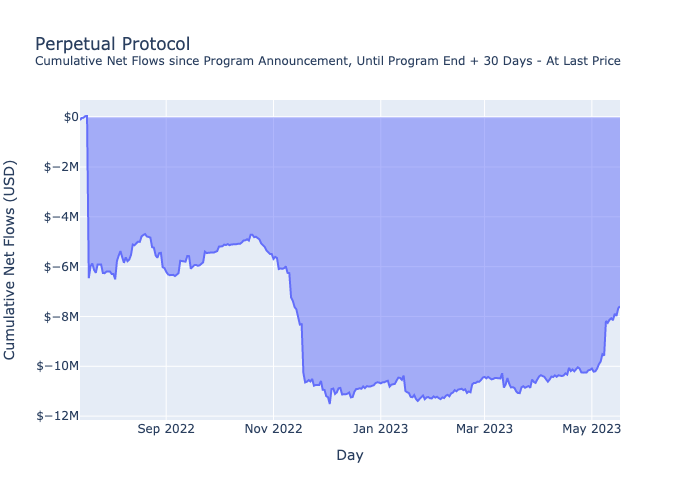 Perpetual Protocol
Cumulative Net Flows since Program Announcement, Until Program End + 30 Days - At Last Price
Cumulative Net Flows (USD)
$0
$−2M
$−4M
$−6M
$−8M
$−10M
$−12M
Sep 2022
Nov 2022
Jan 2023
Mar 2023
May 2023
Day